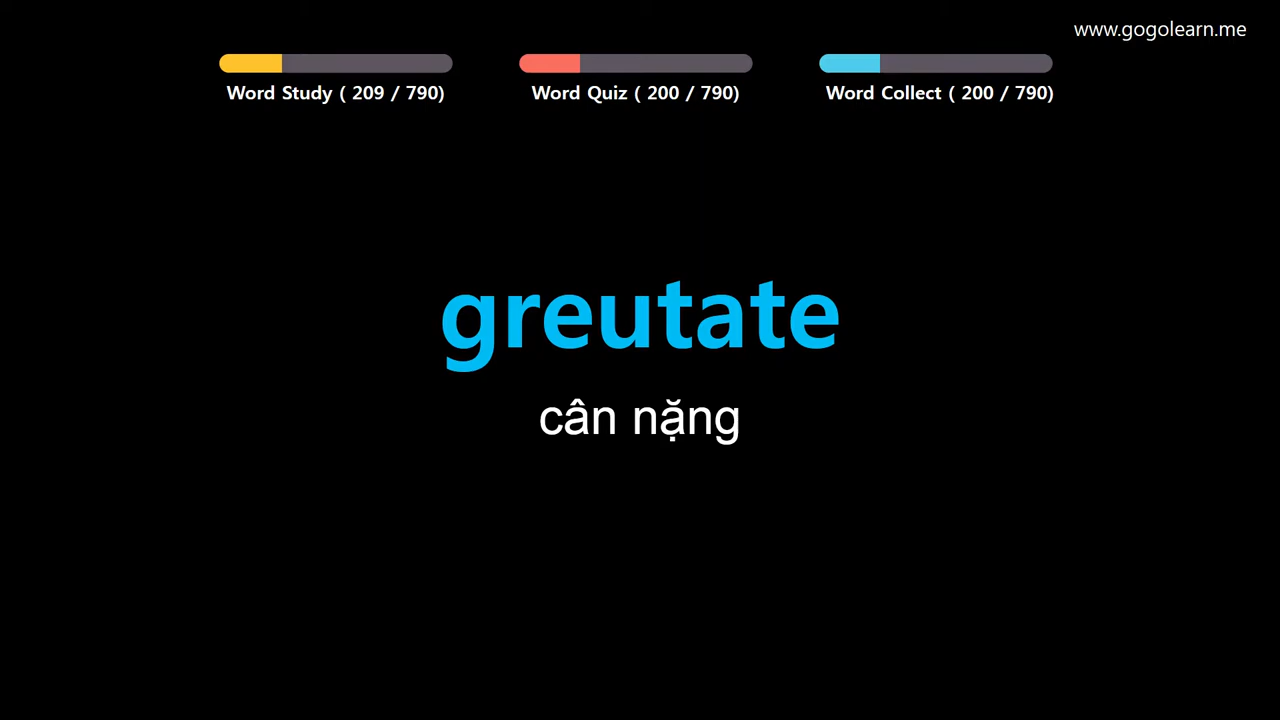 www.gogolearn.me
Word Study ( 209 / 790)
Word Quiz ( 200 / 790)
Word Collect ( 200 / 790)
greutate
cân nặng